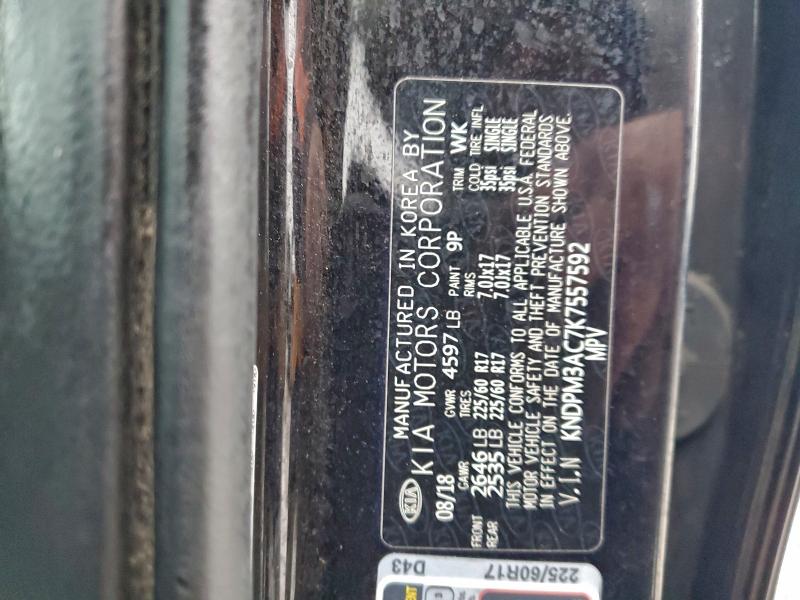 MANUFACTURED IN KOREA BY
KIA KIA MOTORS CORPORATION
08/18 GVWR 4597 LB PAINT 9P TRIM WK
GAWR TIRES RIMS COLD TIRE INFL
FRONT 2646 LB 225/60 R17 7.0Jx17 35psi SINGLE
REAR 2535 LB 225/60 R17 7.0Jx17 35psi SINGLE
THIS VEHICLE CONFORMS TO ALL APPLICABLE U.S.A. FEDERAL
MOTOR VEHICLE SAFETY AND THEFT PREVENTION STANDARDS
IN EFFECT ON THE DATE OF MANUFACTURE SHOWN ABOVE.
V.I.N KNDPM3AC7K7557592
MPV
D43
225/60R17